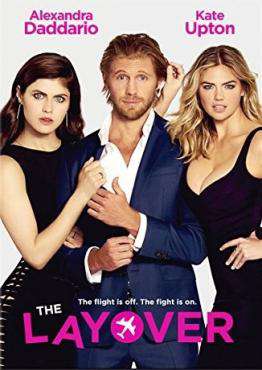 Alexandra
Daddario
Kate
Upton
The flight is off. The fight is on.
THE
LAYOVER